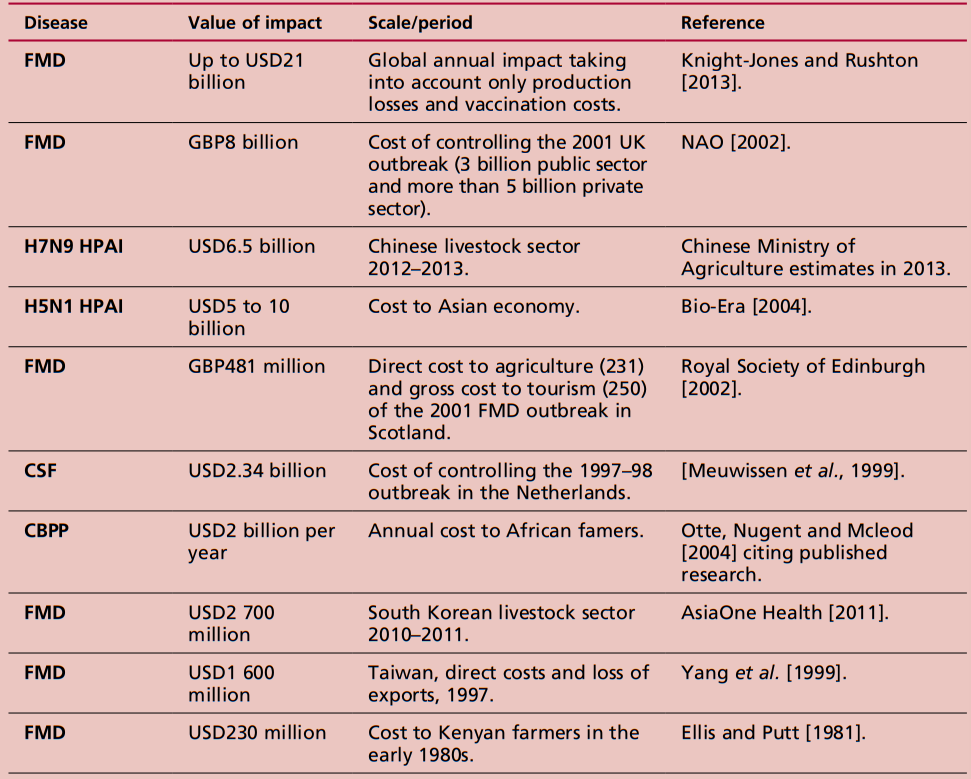 Disease Value of impact Scale/period Reference
FMD Up to USD21 Global annual impact taking Knight-Jones and Rushton
billion into account only production [2013].
losses and vaccination costs.
FMD GBP8 billion Cost of controlling the 2001 UK NAO [2002].
outbreak (3 billion public sector
and more than 5 billion private
sector).
H7N9 HPAI USD6.5 billion Chinese livestock sector Chinese Ministry of
2012–2013. Agriculture estimates in 2013.
H5N1 HPAI USD5 to 10 Cost to Asian economy. Bio-Era [2004].
billion
FMD GBP481 million Direct cost to agriculture (231) Royal Society of Edinburgh
and gross cost to tourism (250) [2002].
of the 2001 FMD outbreak in
Scotland.
CSF USD2.34 billion Cost of controlling the 1997–98 [Meuwissen et al., 1999].
outbreak in the Netherlands.
CBPP USD2 billion per Annual cost to African famers. Otte, Nugent and Mcleod
year [2004] citing published
research.
FMD USD2 700 South Korean livestock sector AsiaOne Health [2011].
million 2010–2011.
FMD USD1 600 Taiwan, direct costs and loss of Yang et al. [1999].
million exports, 1997.
FMD USD230 million Cost to Kenyan farmers in the Ellis and Putt [1981].
early 1980s.